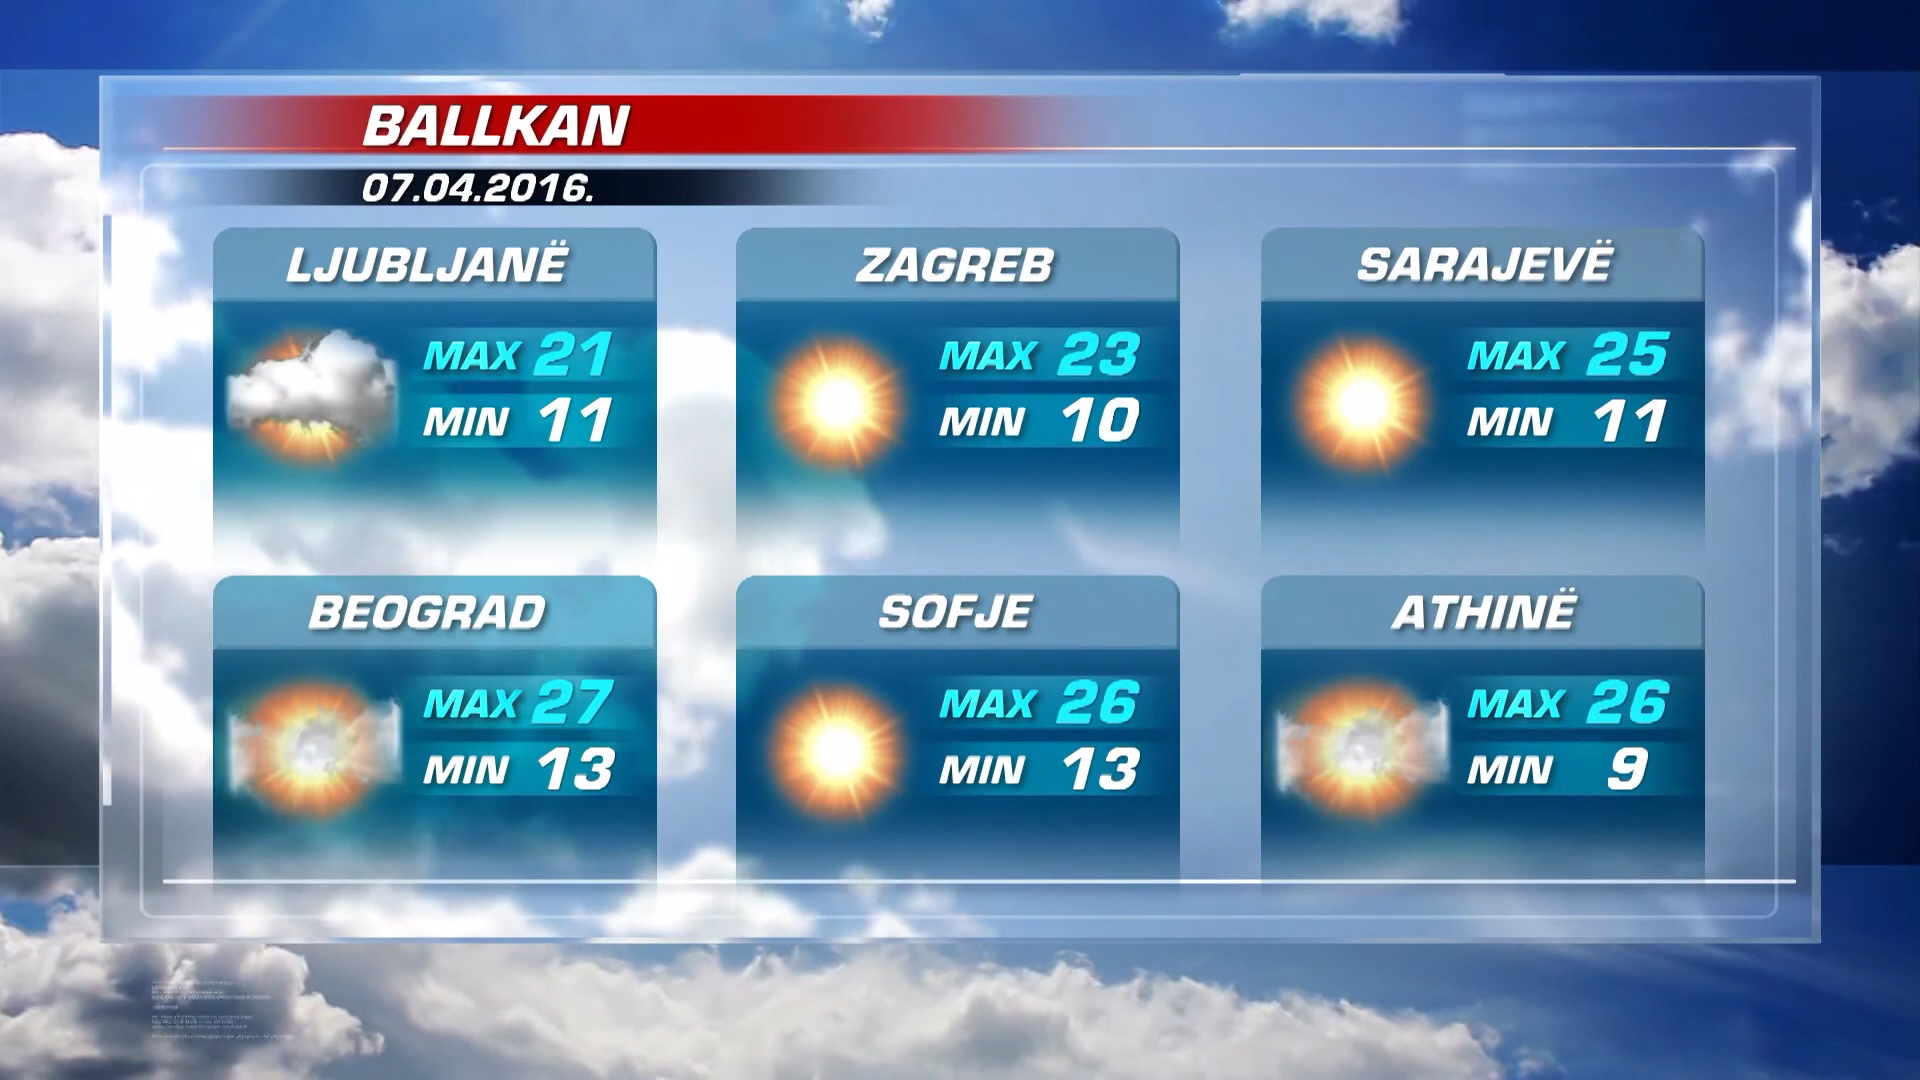 BALLKAN
07.04.2016.
LJUBLJANË
MAX 21
MIN 11
ZAGREB
MAX 23
MIN 10
SARAJEVË
MAX 25
MIN 11
BEOGRAD
MAX 27
MIN 13
SOFJE
MAX 26
MIN 13
ATHINË
MAX 26
MIN 9